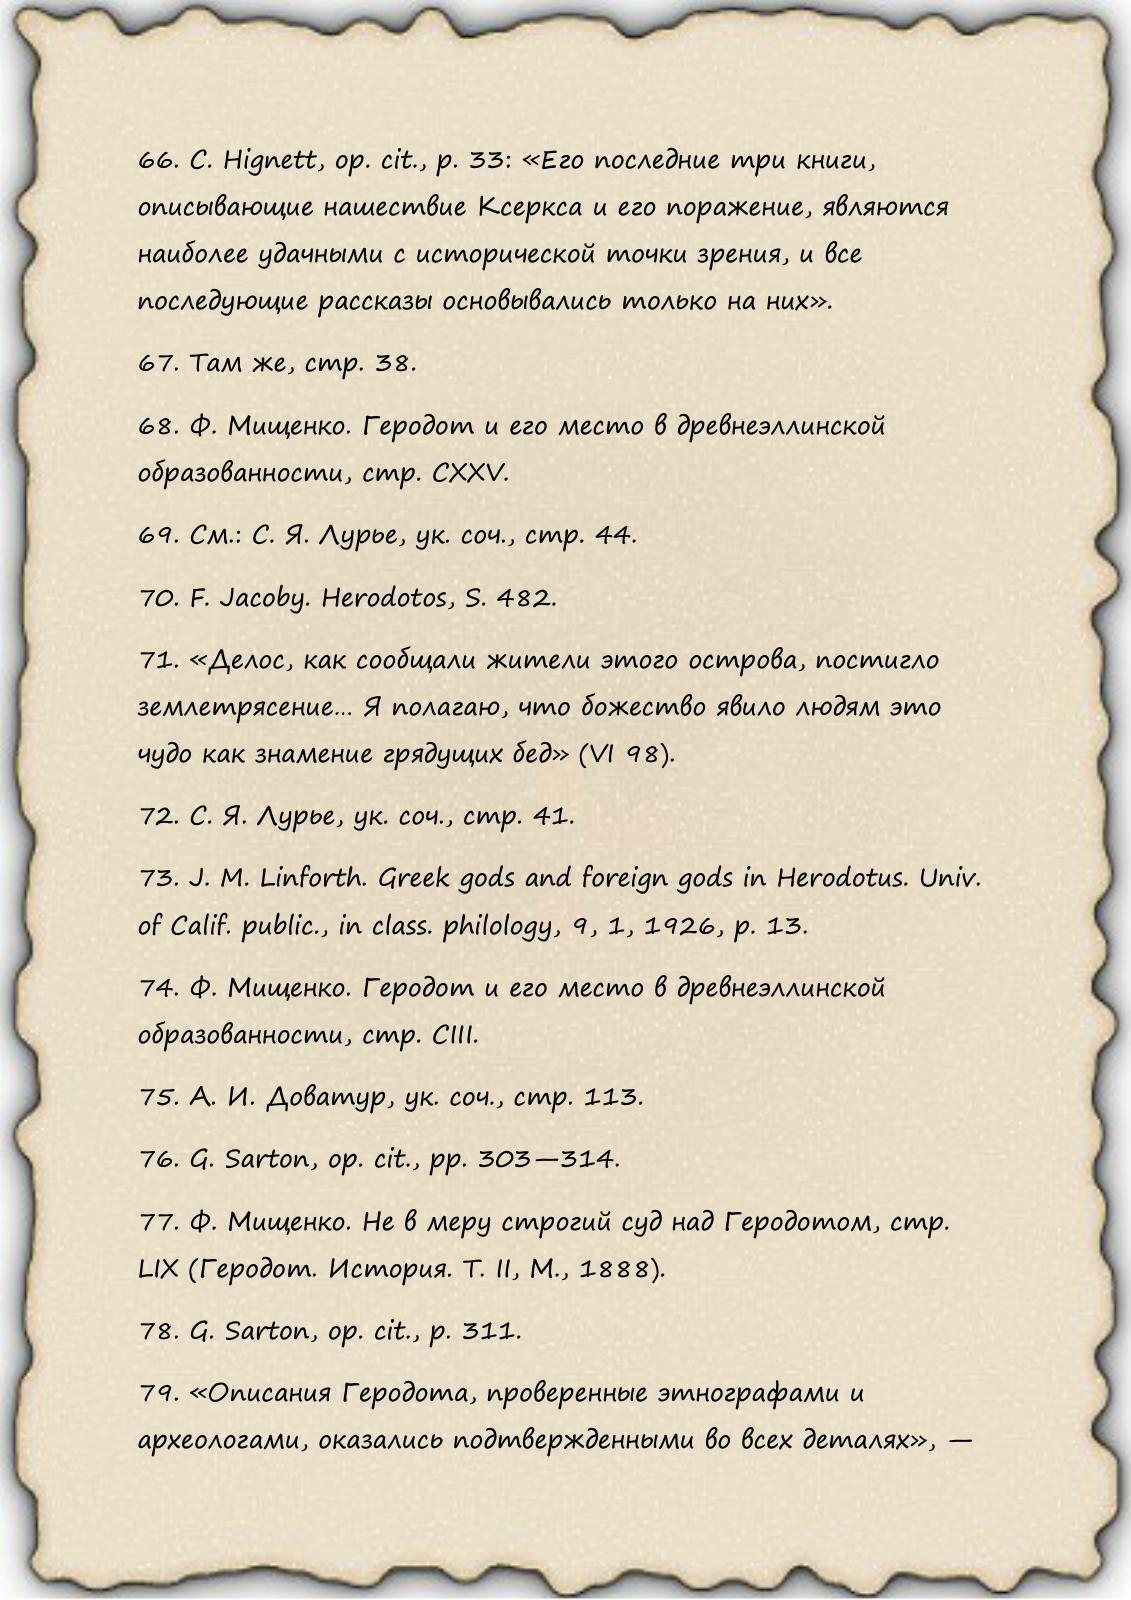 66. C. Hignett, op. cit., p. 33: «Его последние три книги,
описывающие нашествие Ксеркса и его поражение, являются
наиболее удачными с исторической точки зрения, и все
последующие рассказы основывались только на них».
67. Там же, стр. 38.
68. Ф. Мищенко. Геродот и его место в древнеэллинской
образованности, стр. CXXV.
69. См.: С. Я. Лурье, ук. соч., стр. 44.
70. F. Jacoby. Herodotos, S. 482.
71. «Делос, как сообщали жители этого острова, постигло
землетрясение... Я полагаю, что божество явило людям это
чудо как знамение грядущих бед» (VI 98).
72. С. Я. Лурье, ук. соч., стр. 41.
73. J. M. Linforth. Greek gods and foreign gods in Herodotus. Univ.
of Calif. public., in class. philology, 9, 1, 1926, p. 13.
74. Ф. Мищенко. Геродот и его место в древнеэллинской
образованности, стр. CIII.
75. А. И. Доватур, ук. соч., стр. 113.
76. G. Sarton, op. cit., pp. 303—314.
77. Ф. Мищенко. Не в меру строгий суд над Геродотом, стр.
LIX (Геродот. История. Т. II, М., 1888).
78. G. Sarton, op. cit., p. 311.
79. «Описания Геродота, проверенные этнографами и
археологами, оказались подтвержденными во всех деталях», —